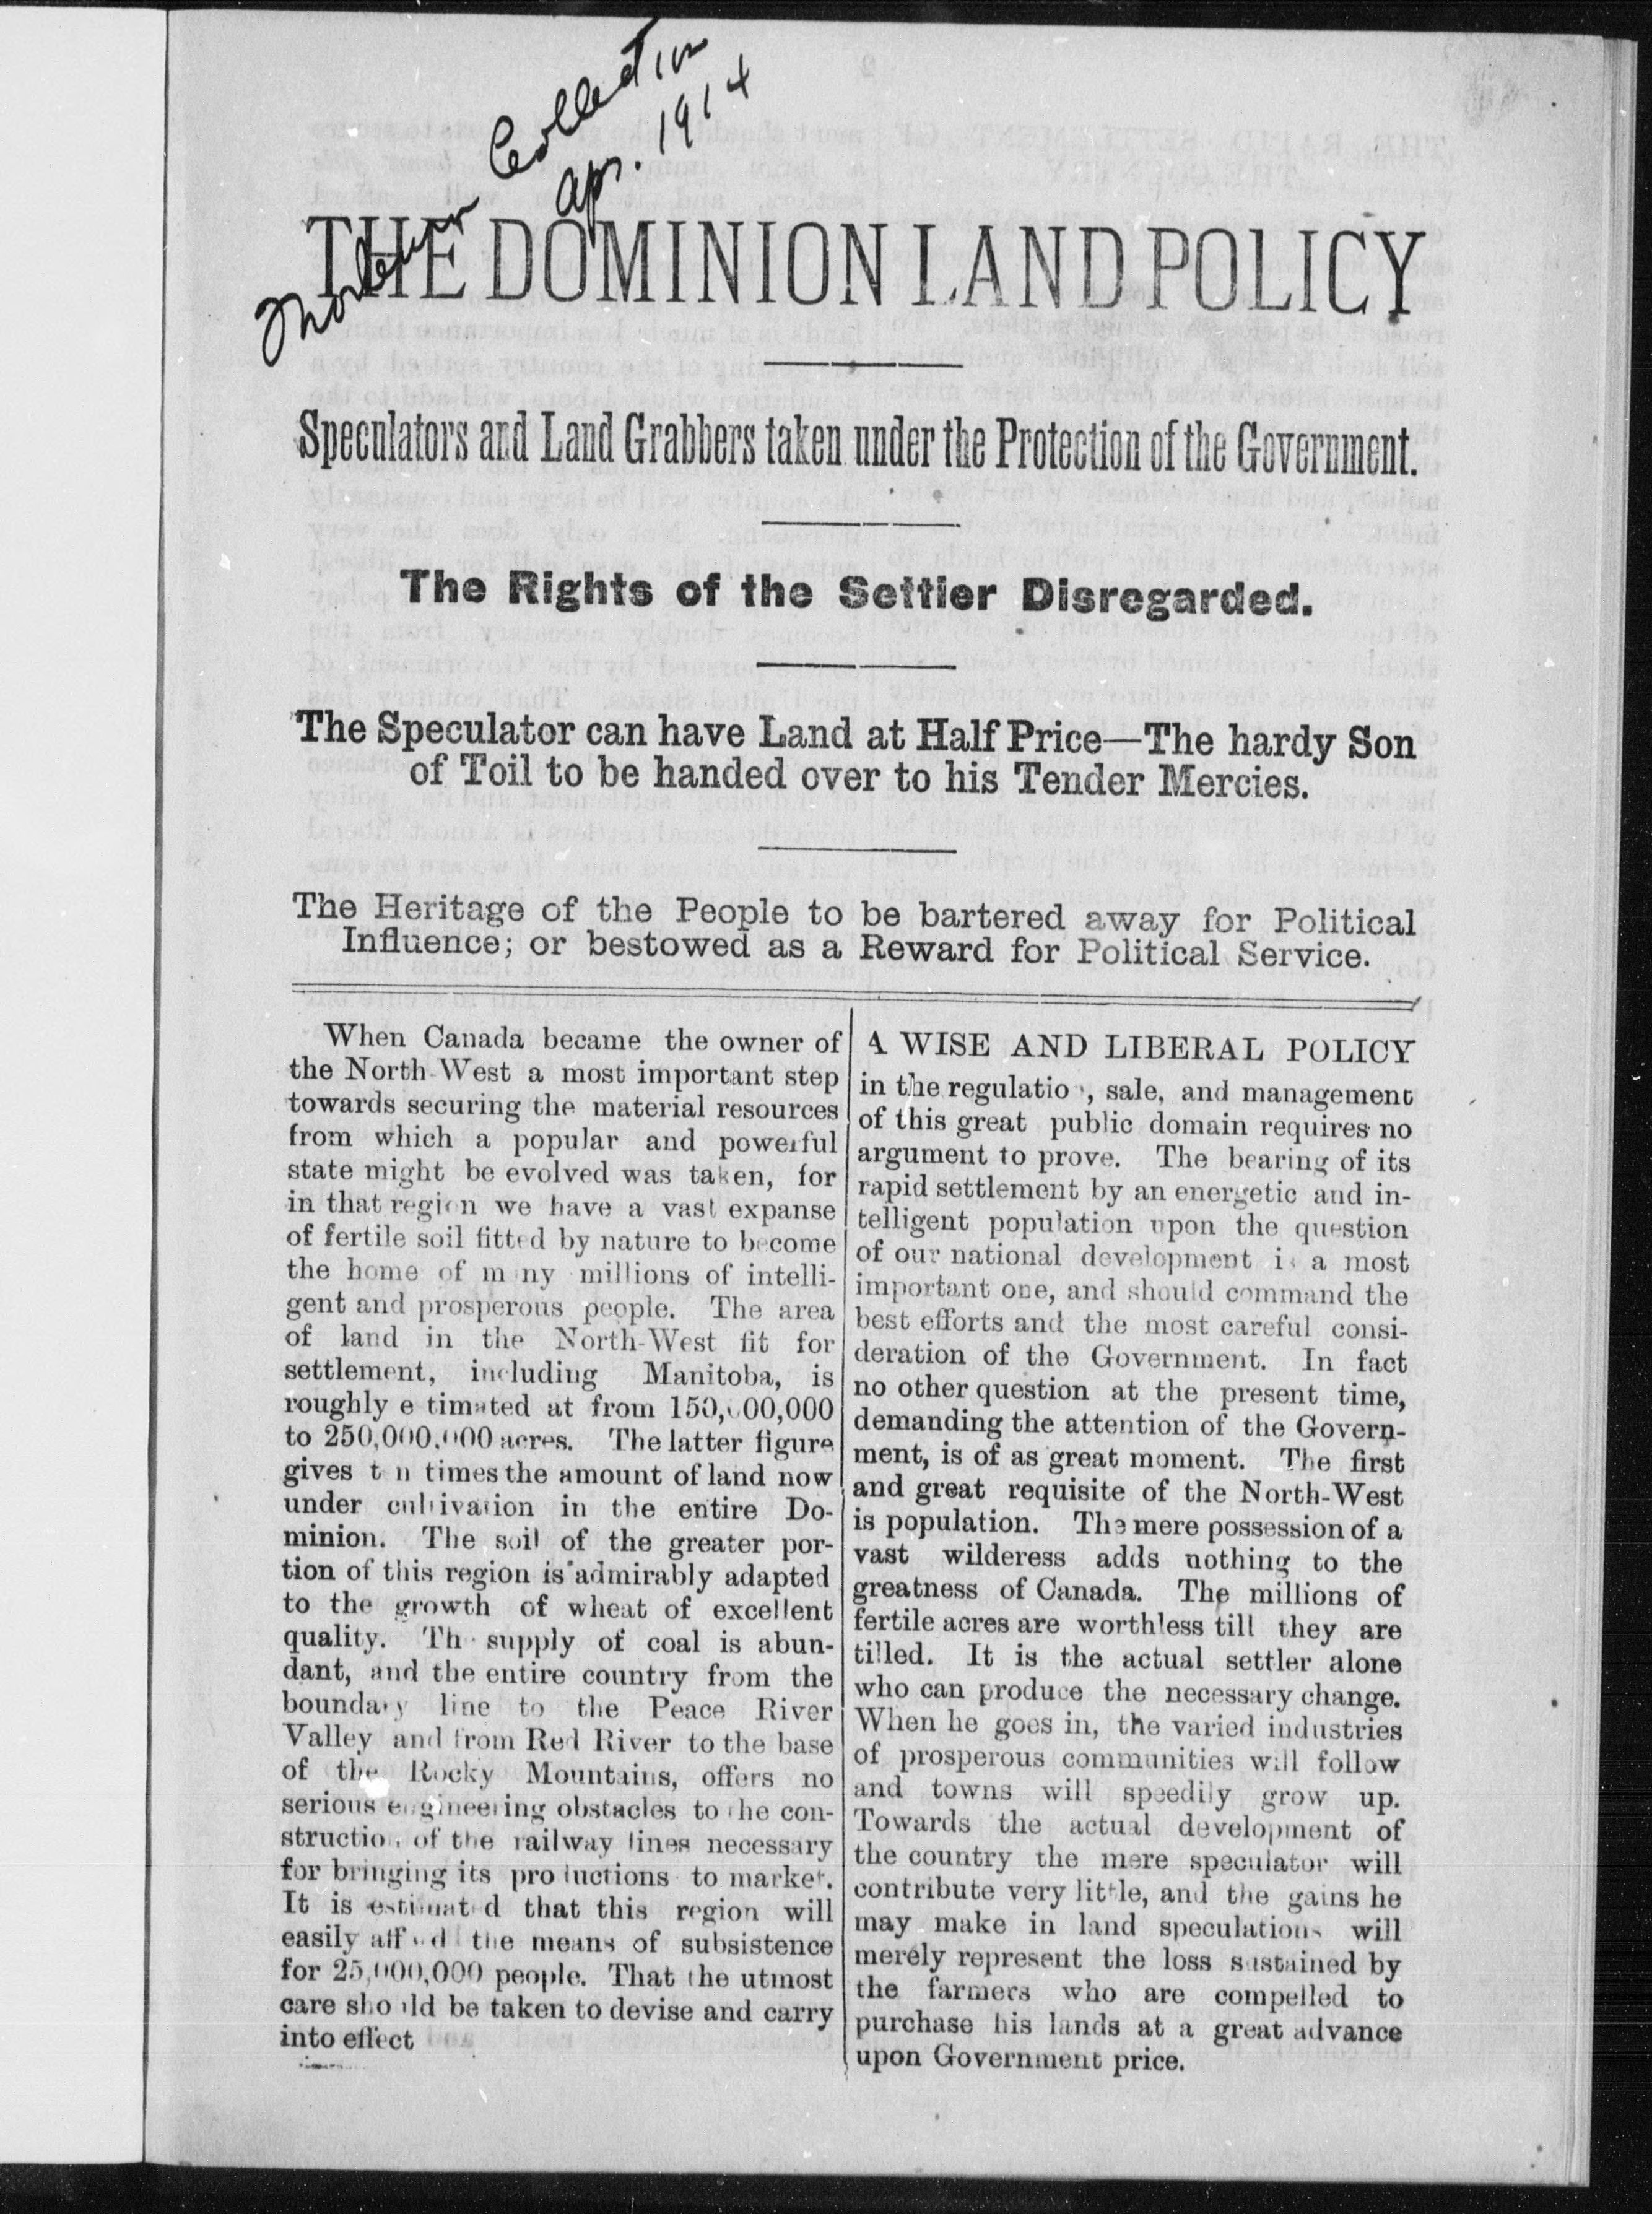 Thorburn Collection
Apr. 1914
THE DOMINION LAND POLICY
Speculators and Land Grabbers taken under the Protection of the Government.
The Rights of the Settler Disregarded.
The Speculator can have Land at Half Price—The hardy Son
of Toil to be handed over to his Tender Mercies.
The Heritage of the People to be bartered away for Political
Influence; or bestowed as a Reward for Political Service.
When Canada became the owner of
the North-West a most important step
towards securing the material resources
from which a popular and powerful
state might be evolved was taken, for
in that region we have a vast expanse
of fertile soil fitted by nature to become
the home of many millions of intelli-
gent and prosperous people. The area
of land in the North-West fit for
settlement, including Manitoba, is
roughly estimated at from 150,000,000
to 250,000,000 acres. The latter figure
gives ten times the amount of land now
under cultivation in the entire Do-
minion. The soil of the greater por-
tion of this region is admirably adapted
to the growth of wheat of excellent
quality. The supply of coal is abun-
dant, and the entire country from the
boundary line to the Peace River
Valley and from Red River to the base
of the Rocky Mountains, offers no
serious engineering obstacles to the con-
struction of the railway lines necessary
for bringing its productions to market.
It is estimated that this region will
easily afford the means of subsistence
for 25,000,000 people. That the utmost
care should be taken to devise and carry
into effect
A WISE AND LIBERAL POLICY
in the regulation, sale, and management
of this great public domain requires no
argument to prove. The bearing of its
rapid settlement by an energetic and in-
telligent population upon the question
of our national development is a most
important one, and should command the
best efforts and the most careful consi-
deration of the Government. In fact
no other question at the present time,
demanding the attention of the Govern-
ment, is of as great moment. The first
and great requisite of the North-West
is population. The mere possession of a
vast wilderess adds nothing to the
greatness of Canada. The millions of
fertile acres are worthless till they are
tilled. It is the actual settler alone
who can produce the necessary change.
When he goes in, the varied industries
of prosperous communities will follow
and towns will speedily grow up.
Towards the actual development of
the country the mere speculator will
contribute very little, and the gains he
may make in land speculations will
merely represent the loss sustained by
the farmers who are compelled to
purchase his lands at a great advance
upon Government price.